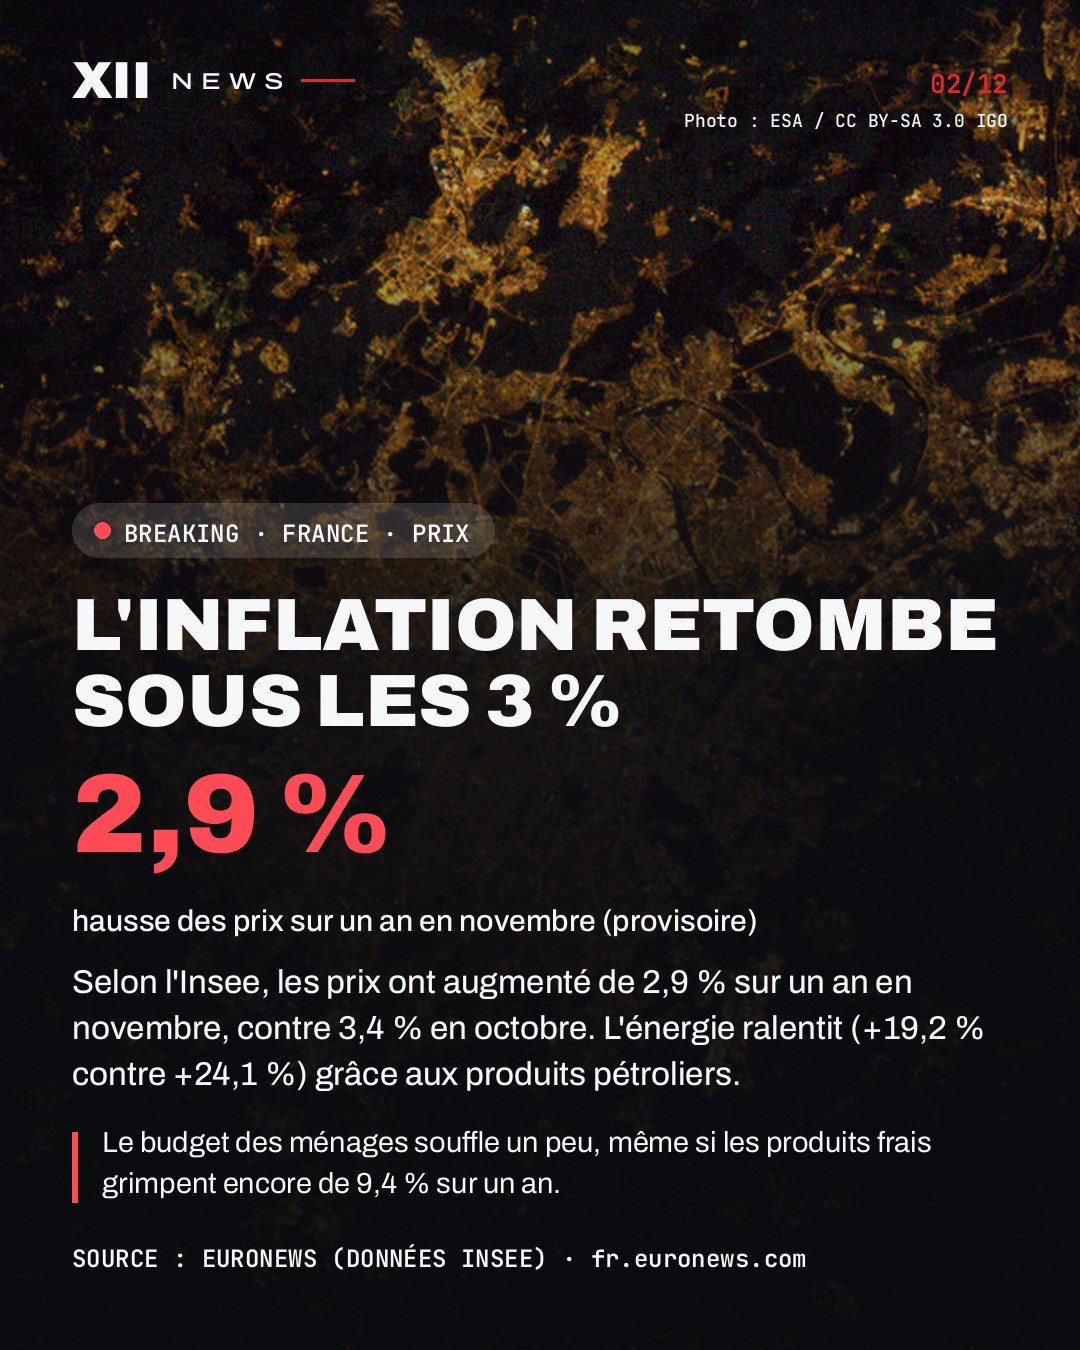 XII NEWS
02/12
Photo : ESA / CC BY-SA 3.0 IGO
BREAKING · FRANCE · PRIX
L'INFLATION RETOMBE
SOUS LES 3 %
2,9 %
hausse des prix sur un an en novembre (provisoire)
Selon l'Insee, les prix ont augmenté de 2,9 % sur un an en
novembre, contre 3,4 % en octobre. L'énergie ralentit (+19,2 %
contre +24,1 %) grâce aux produits pétroliers.
Le budget des ménages souffle un peu, même si les produits frais
grimpent encore de 9,4 % sur un an.
SOURCE : EURONEWS (DONNÉES INSEE) · fr.euronews.com